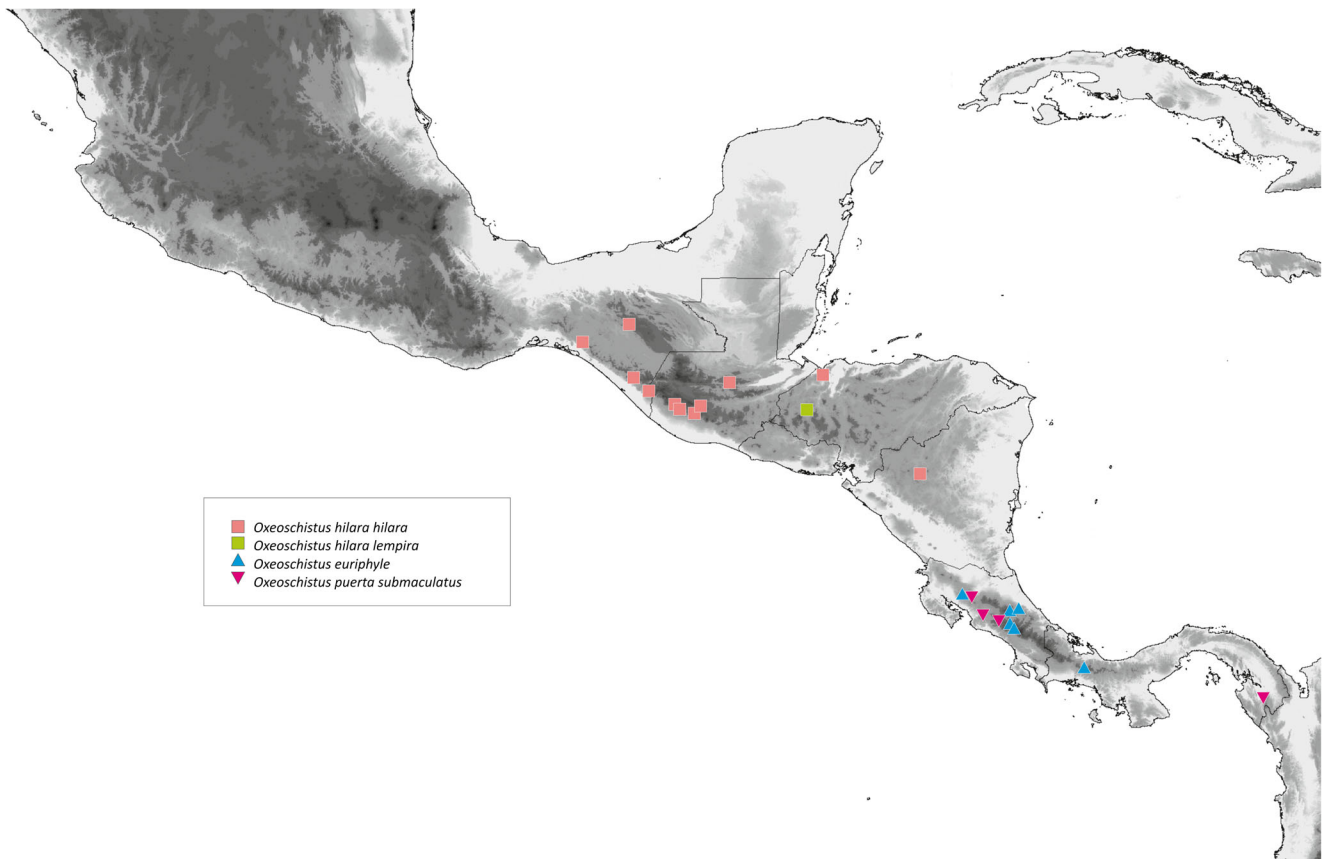 Oxeoschistus hilara hilara
Oxeoschistus hilara lempira
Oxeoschistus euriphyle
Oxeoschistus puerta submaculatus